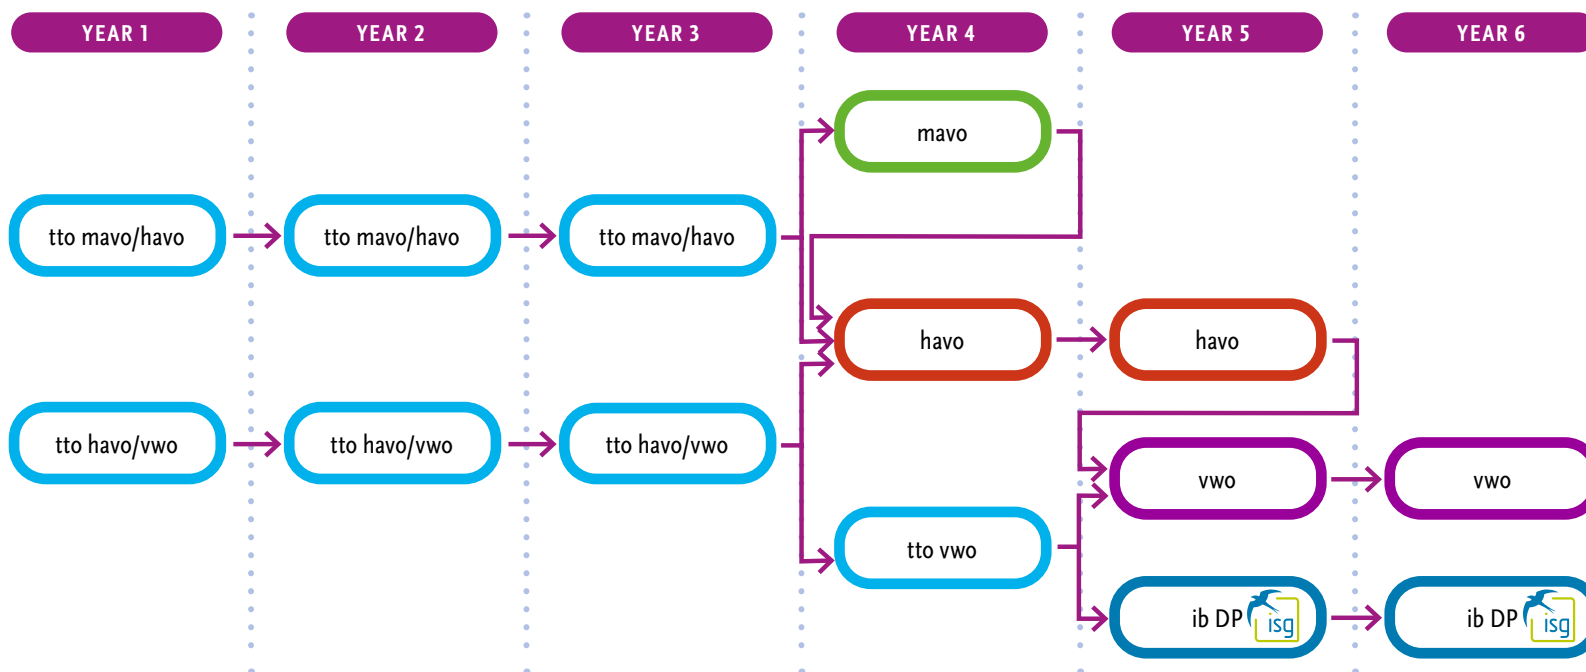 YEAR 1
YEAR 2
YEAR 3
YEAR 4
YEAR 5
YEAR 6
mavo
tto mavo/havo
tto mavo/havo
tto mavo/havo
havo
havo
tto havo/vwo
tto havo/vwo
tto havo/vwo
vwo
vwo
tto vwo
ib DP isg
ib DP isg